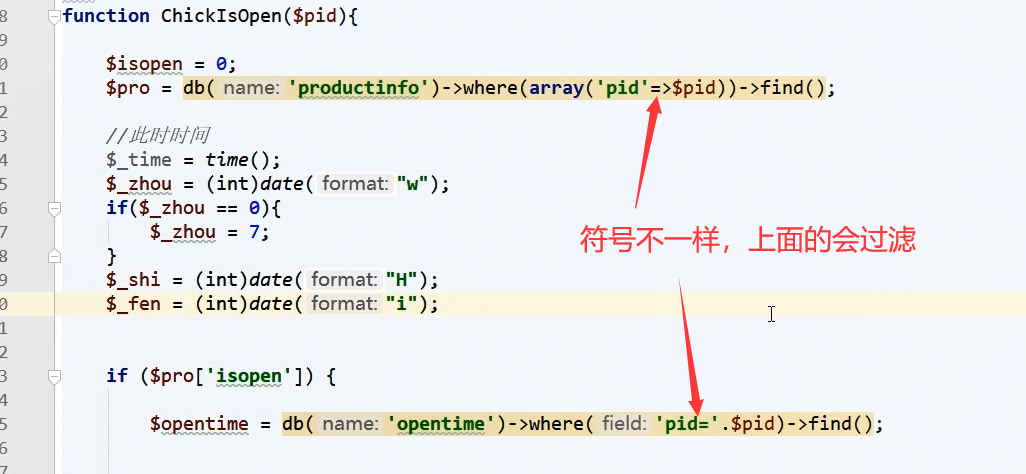 8 function ChickIsOpen($pid){
9
0 $isopen = 0;
1 $pro = db( name: 'productinfo')->where(array('pid'=>$pid))->find();
2
3 //此时时间
4 $_time = time();
5 $_zhou = (int)date( format: "w");
6 if($_zhou == 0){
7 $_zhou = 7;
符号不一样，上面的会过滤
8 }
9 $_shi = (int)date( format: "H");
0 $_fen = (int)date( format: "i");
1
2
3 if ($pro['isopen']) {
4
5 $opentime = db( name: 'opentime')->where( field: 'pid='.$pid)->find();
6
7